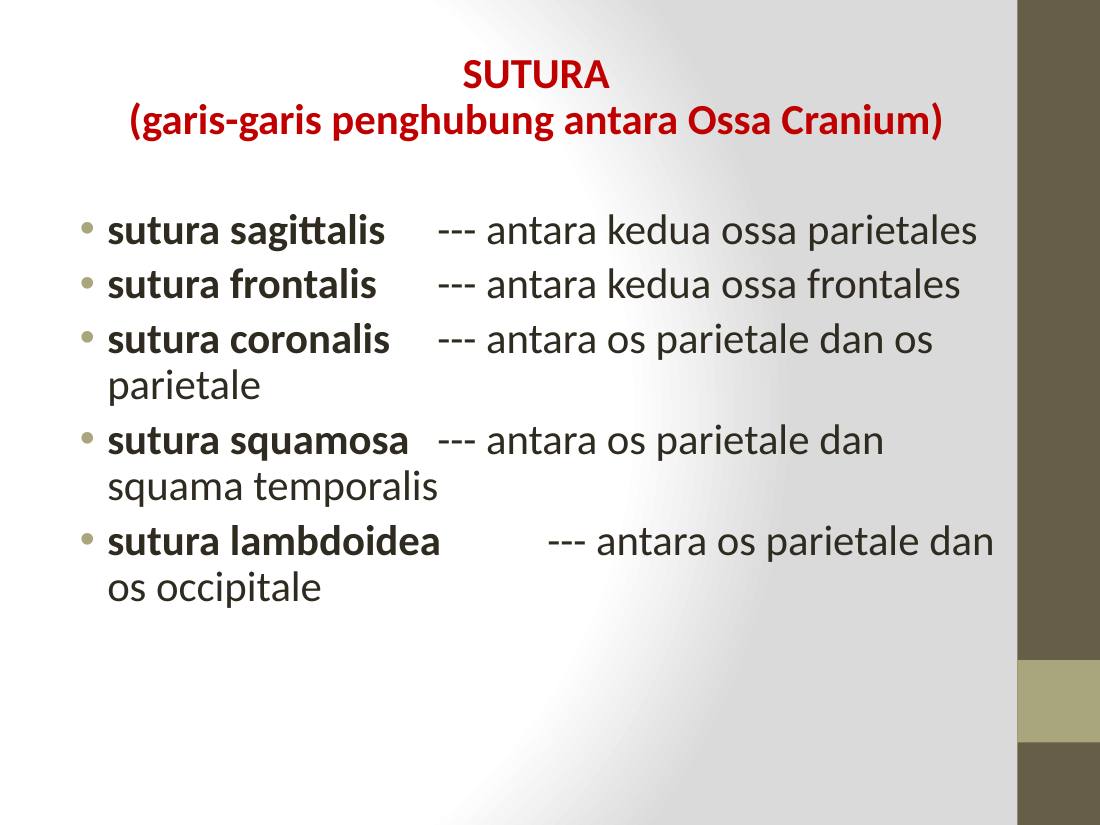 SUTURA
(garis-garis penghubung antara Ossa Cranium)
• sutura sagittalis --- antara kedua ossa parietales
• sutura frontalis --- antara kedua ossa frontales
• sutura coronalis --- antara os parietale dan os
parietale
• sutura squamosa --- antara os parietale dan
squama temporalis
• sutura lambdoidea --- antara os parietale dan
os occipitale